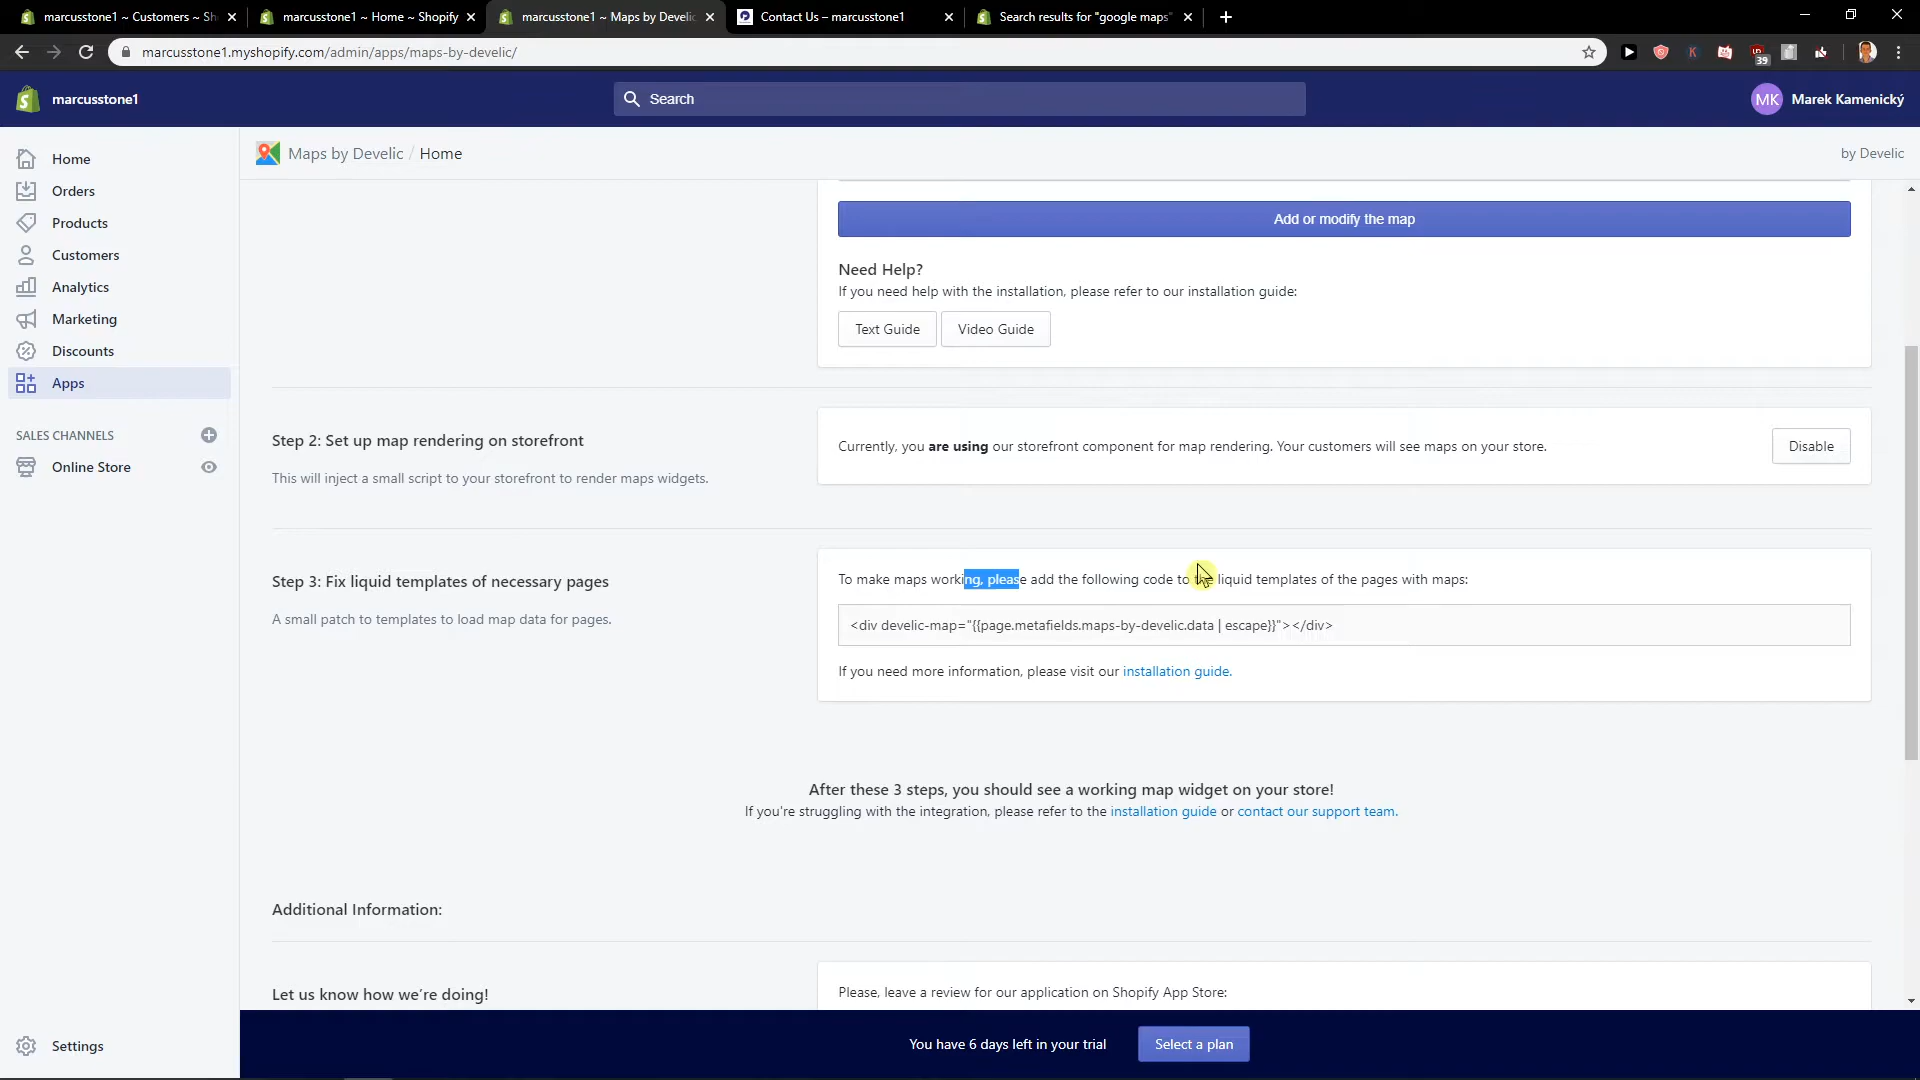 marcusstone1 ~ Customers ~ Sh
marcusstone1 ~ Home ~ Shopify
marcusstone1 ~ Maps by Develic
Contact Us – marcusstone1
Search results for "google maps"
marcusstone1.myshopify.com/admin/apps/maps-by-develic/
39
marcusstone1
Search
MK
Marek Kamenický
Home
Orders
Products
Customers
Analytics
Marketing
Discounts
Apps
SALES CHANNELS
Online Store
Settings
Maps by Develic / Home
by Develic
Add or modify the map
Need Help?
If you need help with the installation, please refer to our installation guide:
Text Guide
Video Guide
Step 2: Set up map rendering on storefront
This will inject a small script to your storefront to render maps widgets.
Currently, you are using our storefront component for map rendering. Your customers will see maps on your store.
Disable
Step 3: Fix liquid templates of necessary pages
A small patch to templates to load map data for pages.
To make maps working, please add the following code to the liquid templates of the pages with maps:
<div develic-map="{{page.metafields.maps-by-develic.data | escape}}"></div>
If you need more information, please visit our installation guide.
After these 3 steps, you should see a working map widget on your store!
If you're struggling with the integration, please refer to the installation guide or contact our support team.
Additional Information:
Let us know how we're doing!
Please, leave a review for our application on Shopify App Store:
You have 6 days left in your trial
Select a plan